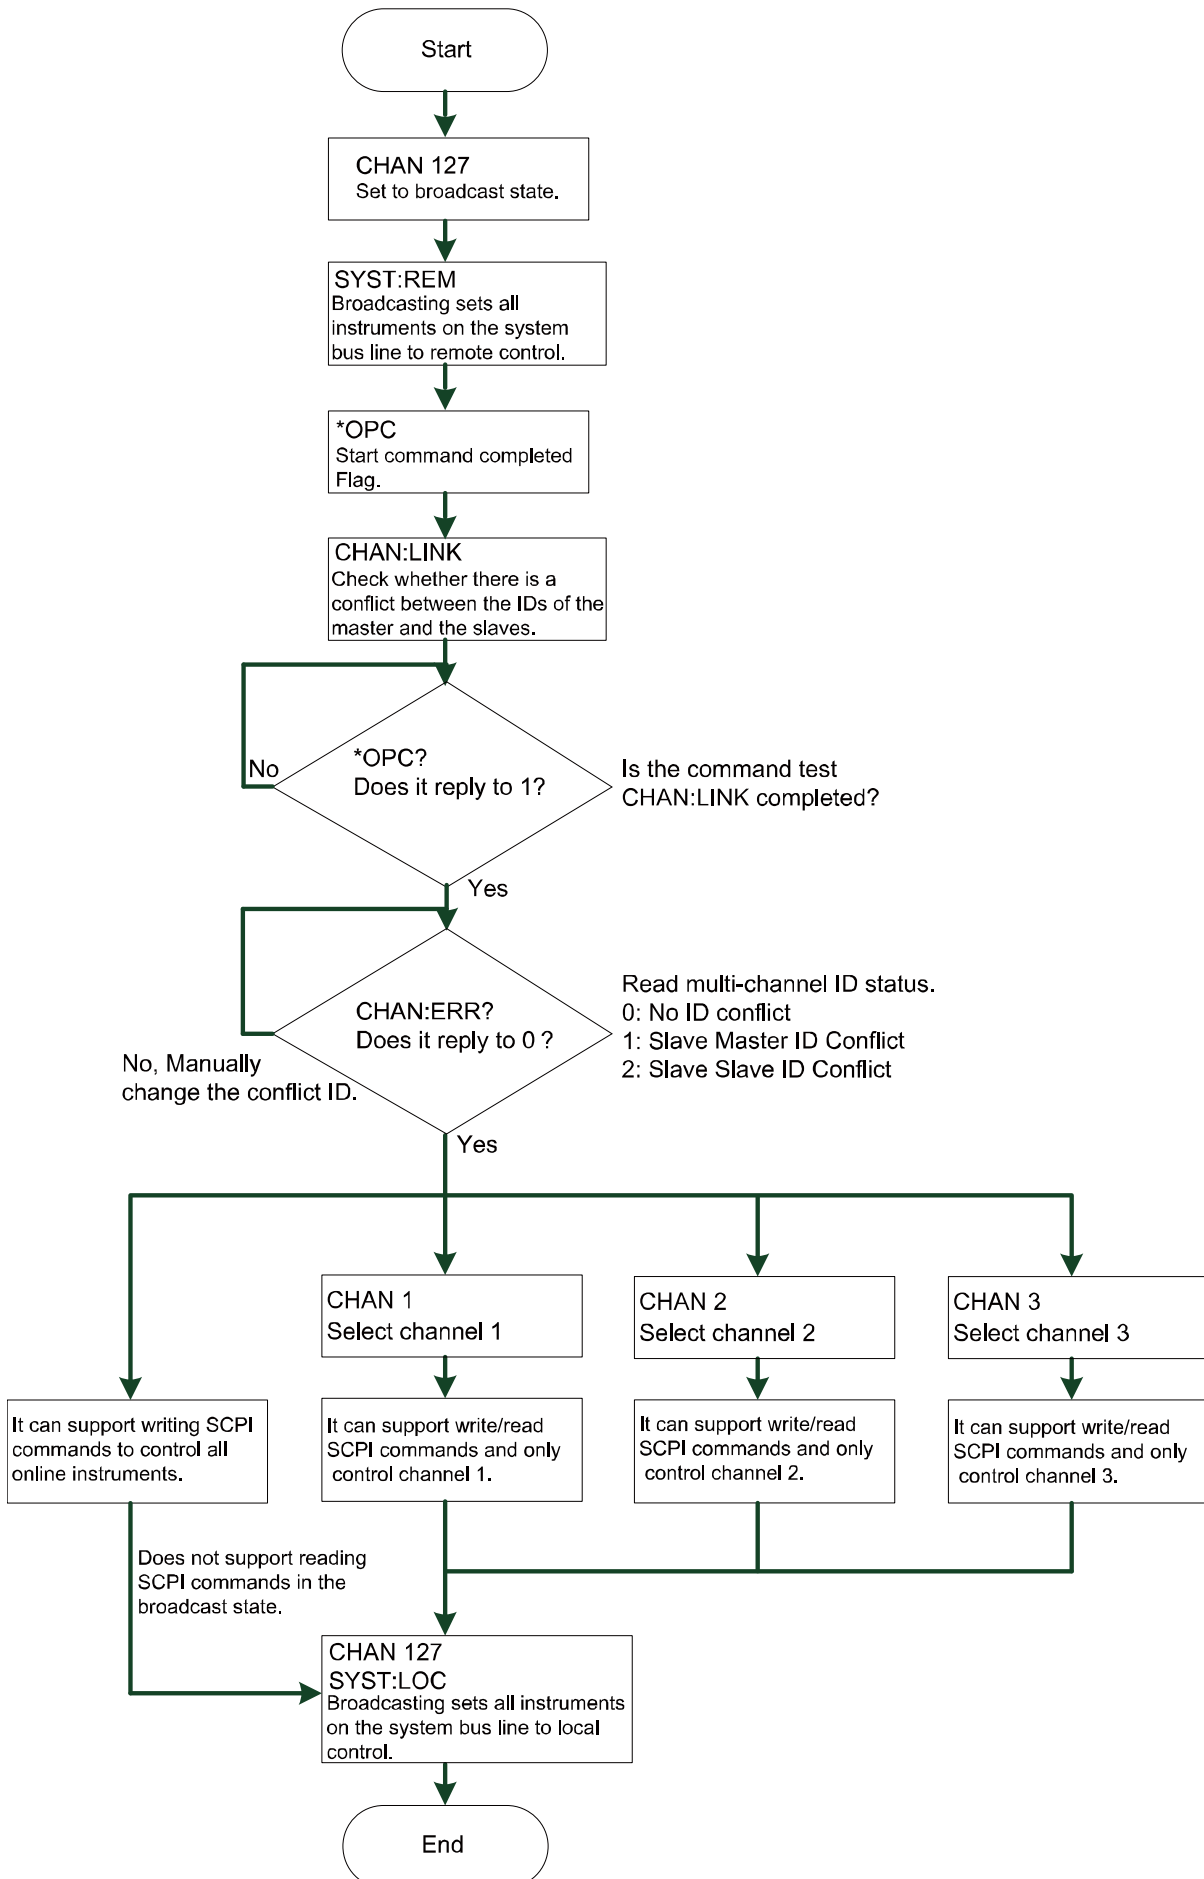 Start
CHAN 127
Set to broadcast state.
SYST:REM
Broadcasting sets all
instruments on the system
bus line to remote control.
*OPC
Start command completed
Flag.
CHAN:LINK
Check whether there is a
conflict between the IDs of the
master and the slaves.
*OPC?
Does it reply to 1?
No
Is the command test
CHAN:LINK completed?
Yes
CHAN:ERR?
Does it reply to 0 ?
No, Manually
change the conflict ID.
Read multi-channel ID status.
0: No ID conflict
1: Slave Master ID Conflict
2: Slave Slave ID Conflict
Yes
CHAN 1
Select channel 1
CHAN 2
Select channel 2
CHAN 3
Select channel 3
It can support writing SCPI
commands to control all
online instruments.
It can support write/read
SCPI commands and only
control channel 1.
It can support write/read
SCPI commands and only
control channel 2.
It can support write/read
SCPI commands and only
control channel 3.
Does not support reading
SCPI commands in the
broadcast state.
CHAN 127
SYST:LOC
Broadcasting sets all instruments
on the system bus line to local
control.
End